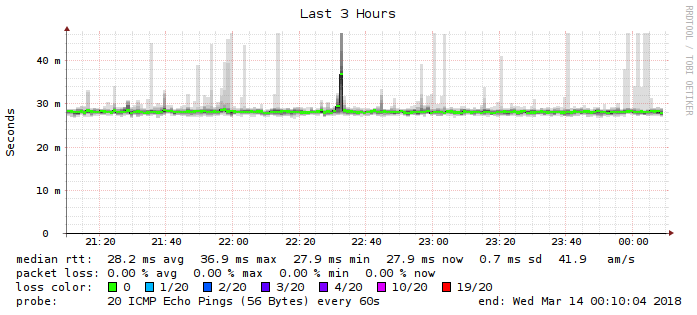 Last 3 Hours
RRDTOOL / TOBI OETIKER
Seconds
40 m
30 m
20 m
10 m
0
21:20 21:40 22:00 22:20 22:40 23:00 23:20 23:40 00:00
median rtt: 28.2 ms avg 36.9 ms max 27.9 ms min 27.9 ms now 0.7 ms sd 41.9 am/s
packet loss: 0.00 % avg 0.00 % max 0.00 % min 0.00 % now
loss color: 0 1/20 2/20 3/20 4/20 10/20 19/20
probe: 20 ICMP Echo Pings (56 Bytes) every 60s end: Wed Mar 14 00:10:04 2018